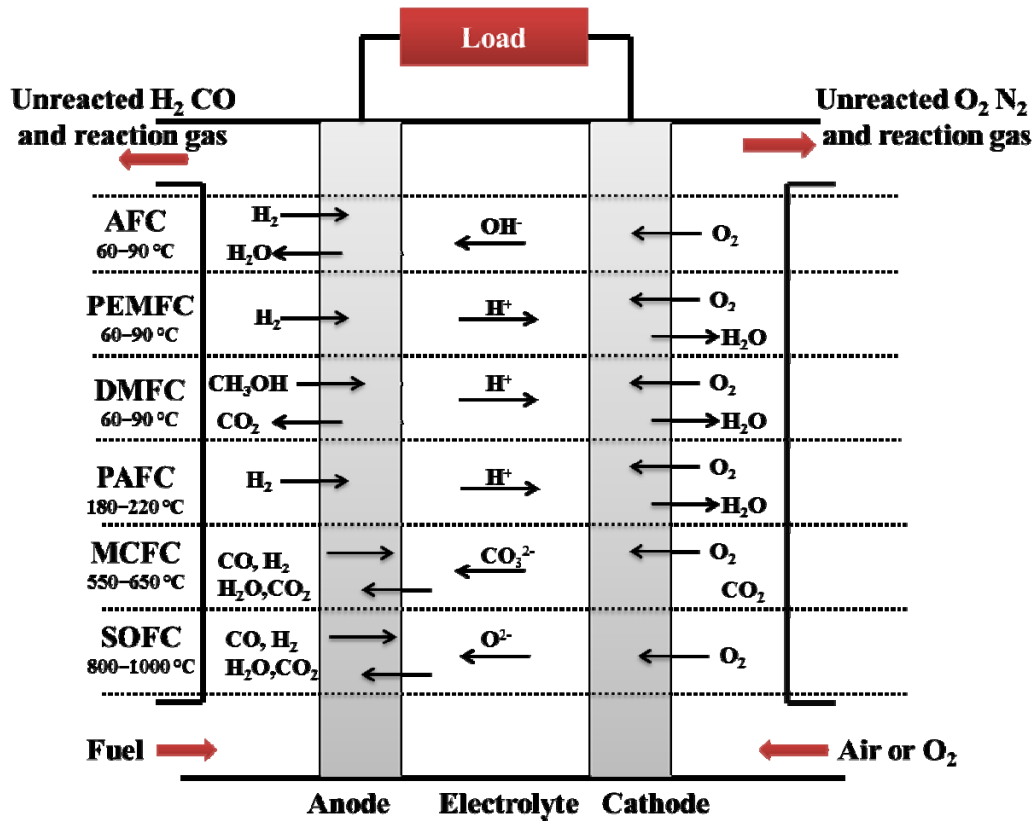 Load
Unreacted H₂ CO
and reaction gas
Unreacted O₂ N₂
and reaction gas
AFC
60–90 °C
H₂
H₂O
OH⁻
O₂
PEMFC
60–90 °C
H₂
H⁺
O₂
H₂O
DMFC
60–90 °C
CH₃OH
CO₂
H⁺
O₂
H₂O
PAFC
180–220 °C
H₂
H⁺
O₂
H₂O
MCFC
550–650 °C
CO, H₂
H₂O,CO₂
CO₃²⁻
O₂
CO₂
SOFC
800–1000 °C
CO, H₂
H₂O,CO₂
O²⁻
O₂
Fuel
Air or O₂
Anode Electrolyte Cathode